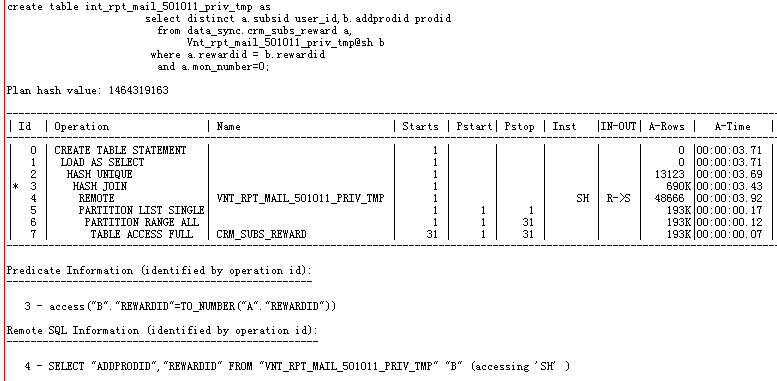 create table int_rpt_mail_501011_priv_tmp as
select distinct a.subsid user_id,b.addprodid prodid
from data_sync.crm_subs_reward a,
Vnt_rpt_mail_501011_priv_tmp@sh b
where a.rewardid = b.rewardid
and a.mon_number=0;
Plan hash value: 1464319163
| Id | Operation | Name | Starts | Pstart| Pstop | Inst |IN-OUT| A-Rows | A-Time |
| 0 | CREATE TABLE STATEMENT | | 1 | | | | | 0 |00:00:03.71
| 1 | LOAD AS SELECT | | 1 | | | | | 0 |00:00:03.71
| 2 | HASH UNIQUE | | 1 | | | | | 13123 |00:00:03.69
|* 3 | HASH JOIN | | 1 | | | | | 690K|00:00:03.43
| 4 | REMOTE | VNT_RPT_MAIL_501011_PRIV_TMP | 1 | | | SH | R->S | 48666 |00:00:03.92
| 5 | PARTITION LIST SINGLE| | 1 | 1 | 1 | | | 193K|00:00:00.17
| 6 | PARTITION RANGE ALL | | 1 | 1 | 31 | | | 193K|00:00:00.12
| 7 | TABLE ACCESS FULL | CRM_SUBS_REWARD | 31 | 1 | 31 | | | 193K|00:00:00.07
Predicate Information (identified by operation id):
---------------------------------------------------
3 - access("B"."REWARDID"=TO_NUMBER("A"."REWARDID"))
Remote SQL Information (identified by operation id):
----------------------------------------------------
4 - SELECT "ADDPRODID","REWARDID" FROM "VNT_RPT_MAIL_501011_PRIV_TMP" "B" (accessing 'SH' )